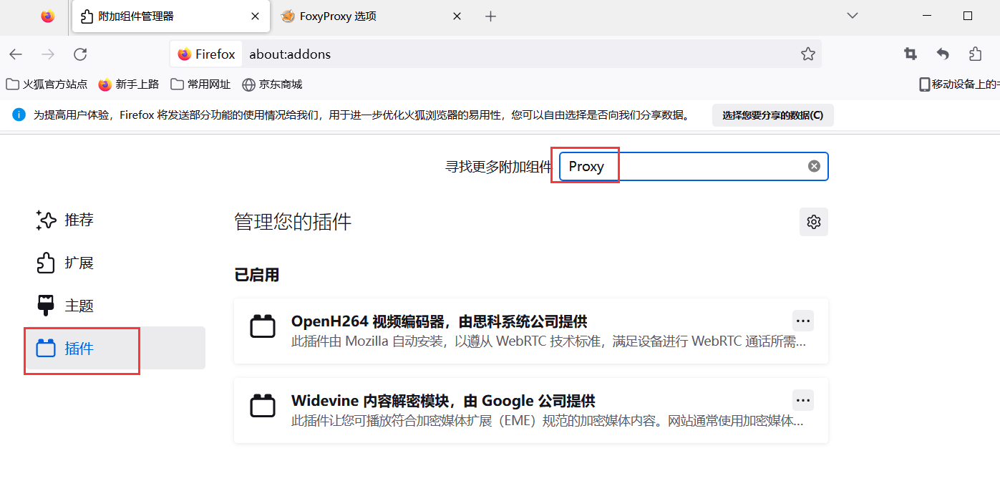 附加组件管理器
FoxyProxy 选项
Firefox about:addons
火狐官方站点 新手上路 常用网址 京东商城 移动设备上的
为提高用户体验，Firefox 将发送部分功能的使用情况给我们，用于进一步优化火狐浏览器的易用性，您可以自由选择是否向我们分享数据。 选择您要分享的数据(C)
寻找更多附加组件 Proxy
推荐
扩展
主题
插件
管理您的插件
已启用
OpenH264 视频编码器，由思科系统公司提供
此插件由 Mozilla 自动安装，以遵从 WebRTC 技术标准，满足设备进行 WebRTC 通话所需...
Widevine 内容解密模块，由 Google 公司提供
此插件让您可播放符合加密媒体扩展（EME）规范的加密媒体内容。网站通常使用加密媒体...